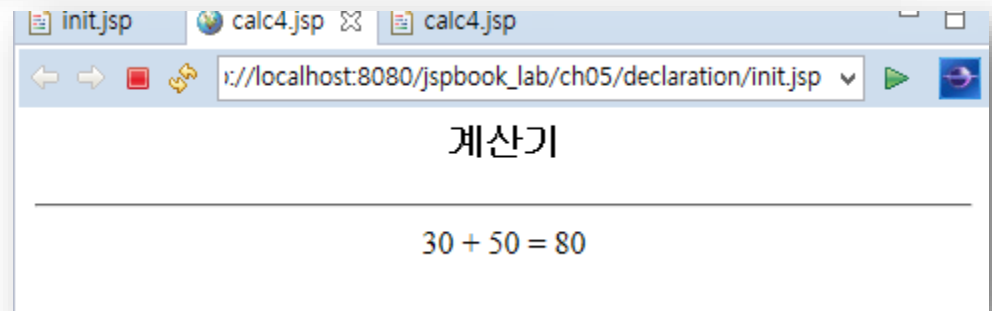 init.jsp calc4.jsp calc4.jsp
://localhost:8080/jspbook_lab/ch05/declaration/init.jsp
계산기
30 + 50 = 80